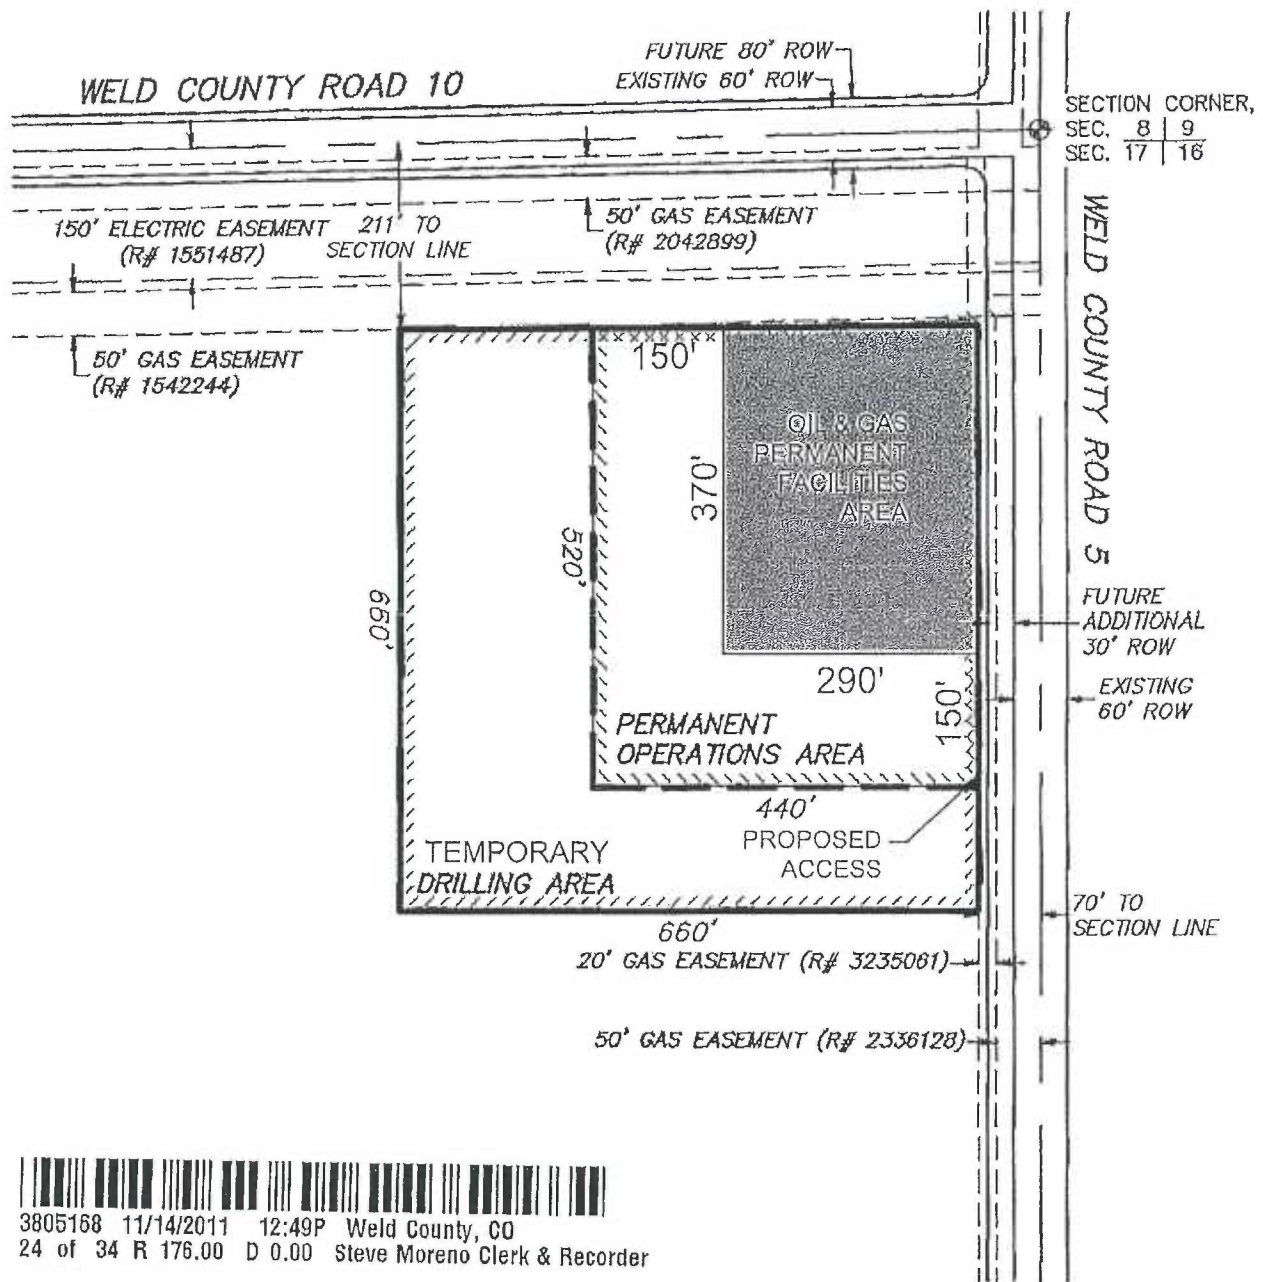 FUTURE 80' ROW
EXISTING 60' ROW
WELD COUNTY ROAD 10
SECTION CORNER,
SEC. 8 | 9
SEC. 17 | 16
150' ELECTRIC EASEMENT
(R# 1551487)
211' TO
SECTION LINE
50' GAS EASEMENT
(R# 2042899)
WELD COUNTY ROAD 5
50' GAS EASEMENT
(R# 1542244)
150'
OIL & GAS
PERMANENT
FACILITIES
AREA
370'
520'
660'
290'
150'
FUTURE
ADDITIONAL
30' ROW
EXISTING
60' ROW
PERMANENT
OPERATIONS AREA
440'
PROPOSED
ACCESS
TEMPORARY
DRILLING AREA
660'
70' TO
SECTION LINE
20' GAS EASEMENT (R# 3235061)
50' GAS EASEMENT (R# 2336128)
3805168 11/14/2011 12:49P Weld County, CO
24 of 34 R 176.00 D 0.00 Steve Moreno Clerk & Recorder